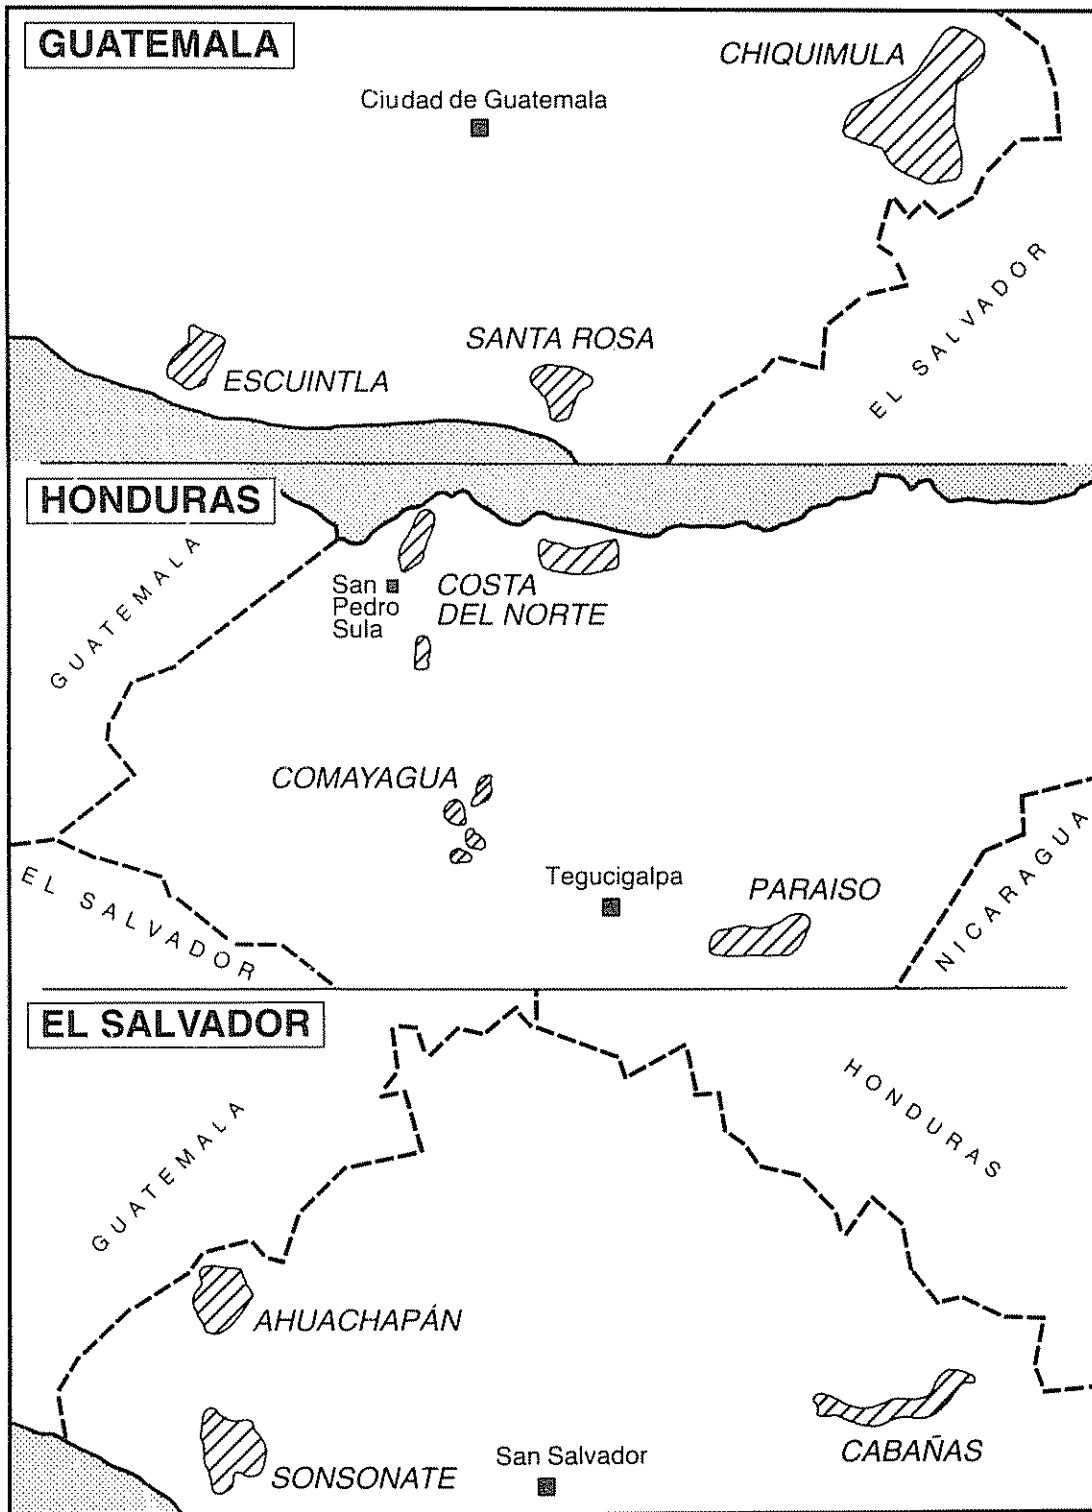 GUATEMALA
CHIQUIMULA
Ciudad de Guatemala
SANTA ROSA
ESCUINTLA
EL SALVADOR
HONDURAS
GUATEMALA
San
Pedro
Sula
COSTA
DEL NORTE
COMAYAGUA
Tegucigalpa
PARAISO
EL SALVADOR
NICARAGUA
EL SALVADOR
GUATEMALA
HONDURAS
AHUACHAPÁN
CABAÑAS
San Salvador
SONSONATE